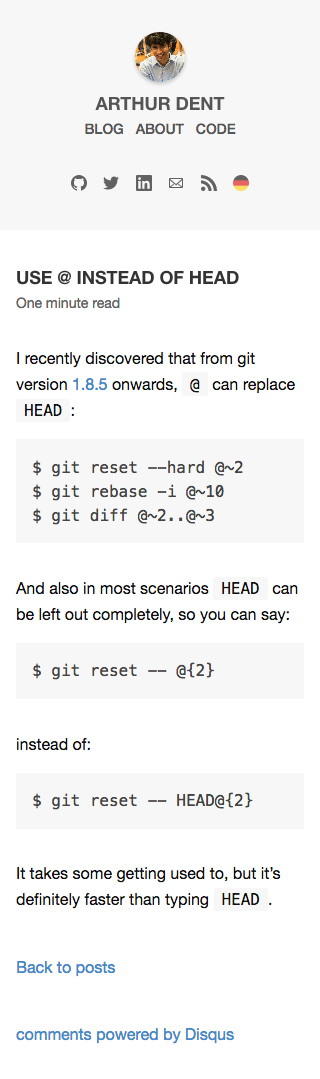 ARTHUR DENT
BLOG ABOUT CODE
USE @ INSTEAD OF HEAD
One minute read
I recently discovered that from git
version 1.8.5 onwards, @ can replace
HEAD :
$ git reset --hard @~2
$ git rebase -i @~10
$ git diff @~2..@~3
And also in most scenarios HEAD can
be left out completely, so you can say:
$ git reset -- @{2}
instead of:
$ git reset -- HEAD@{2}
It takes some getting used to, but it’s
definitely faster than typing HEAD .
Back to posts
comments powered by Disqus